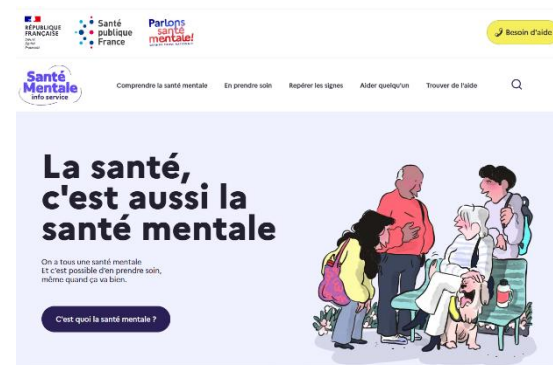 RÉPUBLIQUE
FRANÇAISE
Santé
publique
France
Parlons
santé
mentale!
Besoin d'aide
Santé
Mentale
info service
Comprendre la santé mentale
En prendre soin
Repérer les signes
Aider quelqu'un
Trouver de l'aide
La santé,
c'est aussi la
santé mentale
On a tous une santé mentale
Et c'est possible d'en prendre soin,
même quand ça va bien.
C'est quoi la santé mentale ?